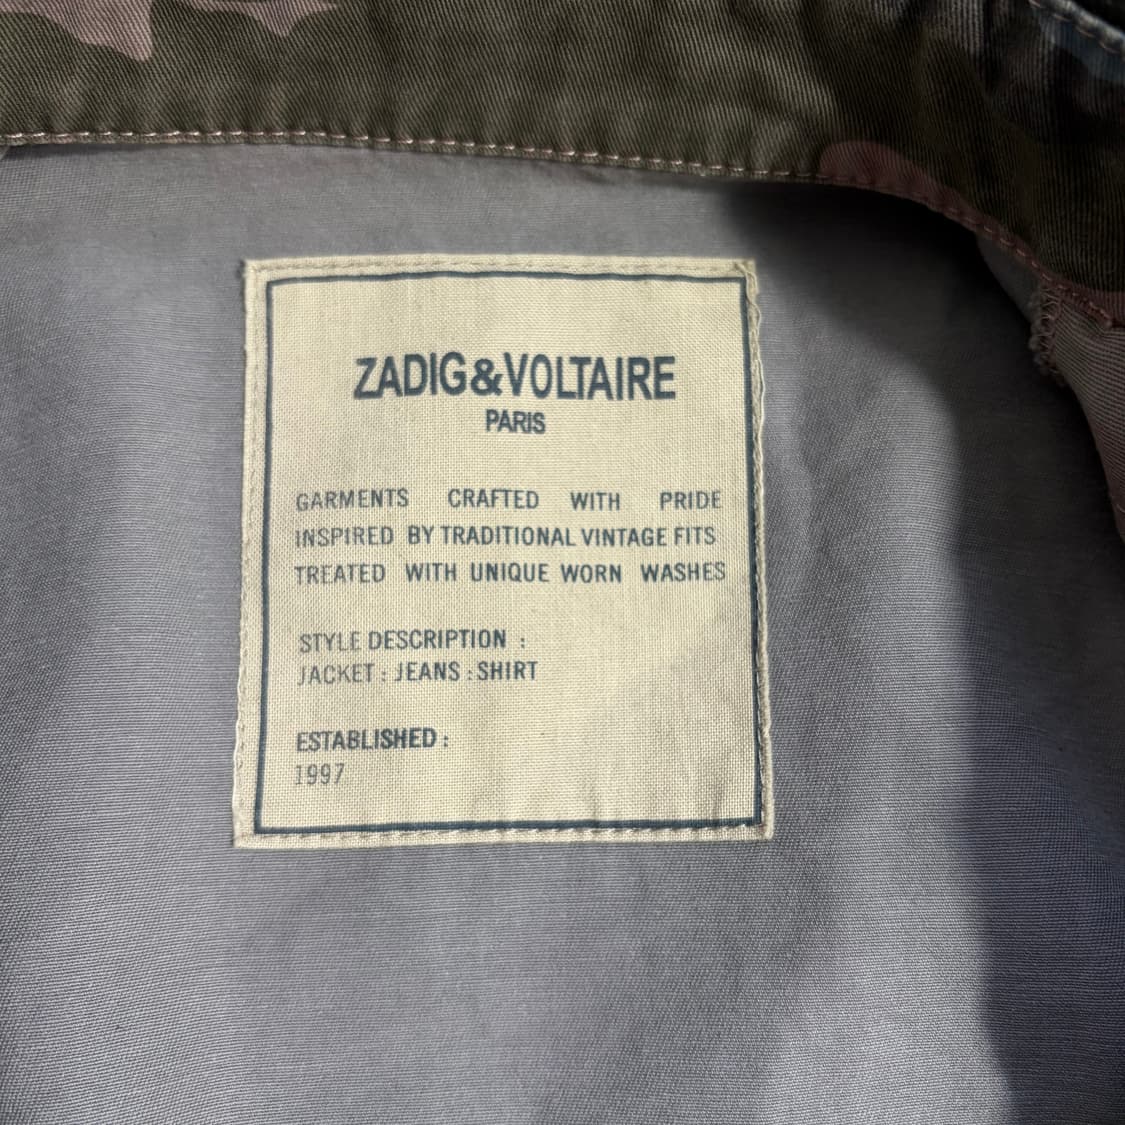 ZADIG&VOLTAIRE
PARIS
GARMENTS CRAFTED WITH PRIDE
INSPIRED BY TRADITIONAL VINTAGE FITS
TREATED WITH UNIQUE WORN WASHES
STYLE DESCRIPTION :
JACKET : JEANS : SHIRT
ESTABLISHED :
1997